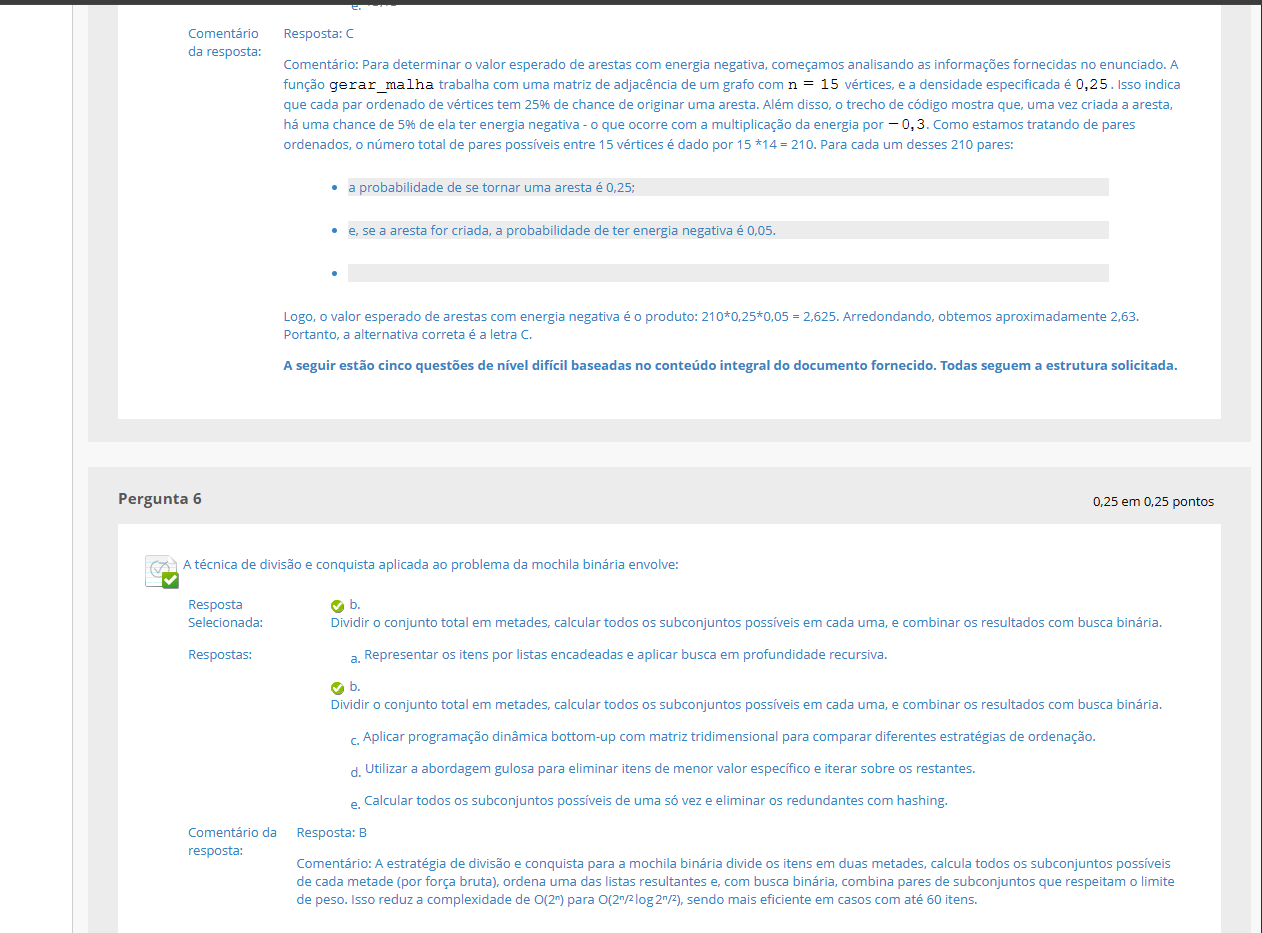 e.
Comentário
da resposta:
Resposta: C
Comentário: Para determinar o valor esperado de arestas com energia negativa, começamos analisando as informações fornecidas no enunciado. A
função gerar_malha trabalha com uma matriz de adjacência de um grafo com n = 15 vértices, e a densidade especificada é 0,25. Isso indica
que cada par ordenado de vértices tem 25% de chance de originar uma aresta. Além disso, o trecho de código mostra que, uma vez criada a aresta,
há uma chance de 5% de ela ter energia negativa - o que ocorre com a multiplicação da energia por −0,3. Como estamos tratando de pares
ordenados, o número total de pares possíveis entre 15 vértices é dado por 15 *14 = 210. Para cada um desses 210 pares:
• a probabilidade de se tornar uma aresta é 0,25;
• e, se a aresta for criada, a probabilidade de ter energia negativa é 0,05.
•
Logo, o valor esperado de arestas com energia negativa é o produto: 210*0,25*0,05 = 2,625. Arredondando, obtemos aproximadamente 2,63.
Portanto, a alternativa correta é a letra C.
A seguir estão cinco questões de nível difícil baseadas no conteúdo integral do documento fornecido. Todas seguem a estrutura solicitada.
Pergunta 6
0,25 em 0,25 pontos
A técnica de divisão e conquista aplicada ao problema da mochila binária envolve:
Resposta
Selecionada:
b.
Dividir o conjunto total em metades, calcular todos os subconjuntos possíveis em cada uma, e combinar os resultados com busca binária.
Respostas:
a. Representar os itens por listas encadeadas e aplicar busca em profundidade recursiva.
b.
Dividir o conjunto total em metades, calcular todos os subconjuntos possíveis em cada uma, e combinar os resultados com busca binária.
c. Aplicar programação dinâmica bottom-up com matriz tridimensional para comparar diferentes estratégias de ordenação.
d. Utilizar a abordagem gulosa para eliminar itens de menor valor específico e iterar sobre os restantes.
e. Calcular todos os subconjuntos possíveis de uma só vez e eliminar os redundantes com hashing.
Comentário da
resposta:
Resposta: B
Comentário: A estratégia de divisão e conquista para a mochila binária divide os itens em duas metades, calcula todos os subconjuntos possíveis
de cada metade (por força bruta), ordena uma das listas resultantes e, com busca binária, combina pares de subconjuntos que respeitam o limite
de peso. Isso reduz a complexidade de O(2ⁿ) para O(2ⁿ/² log 2ⁿ/²), sendo mais eficiente em casos com até 60 itens.